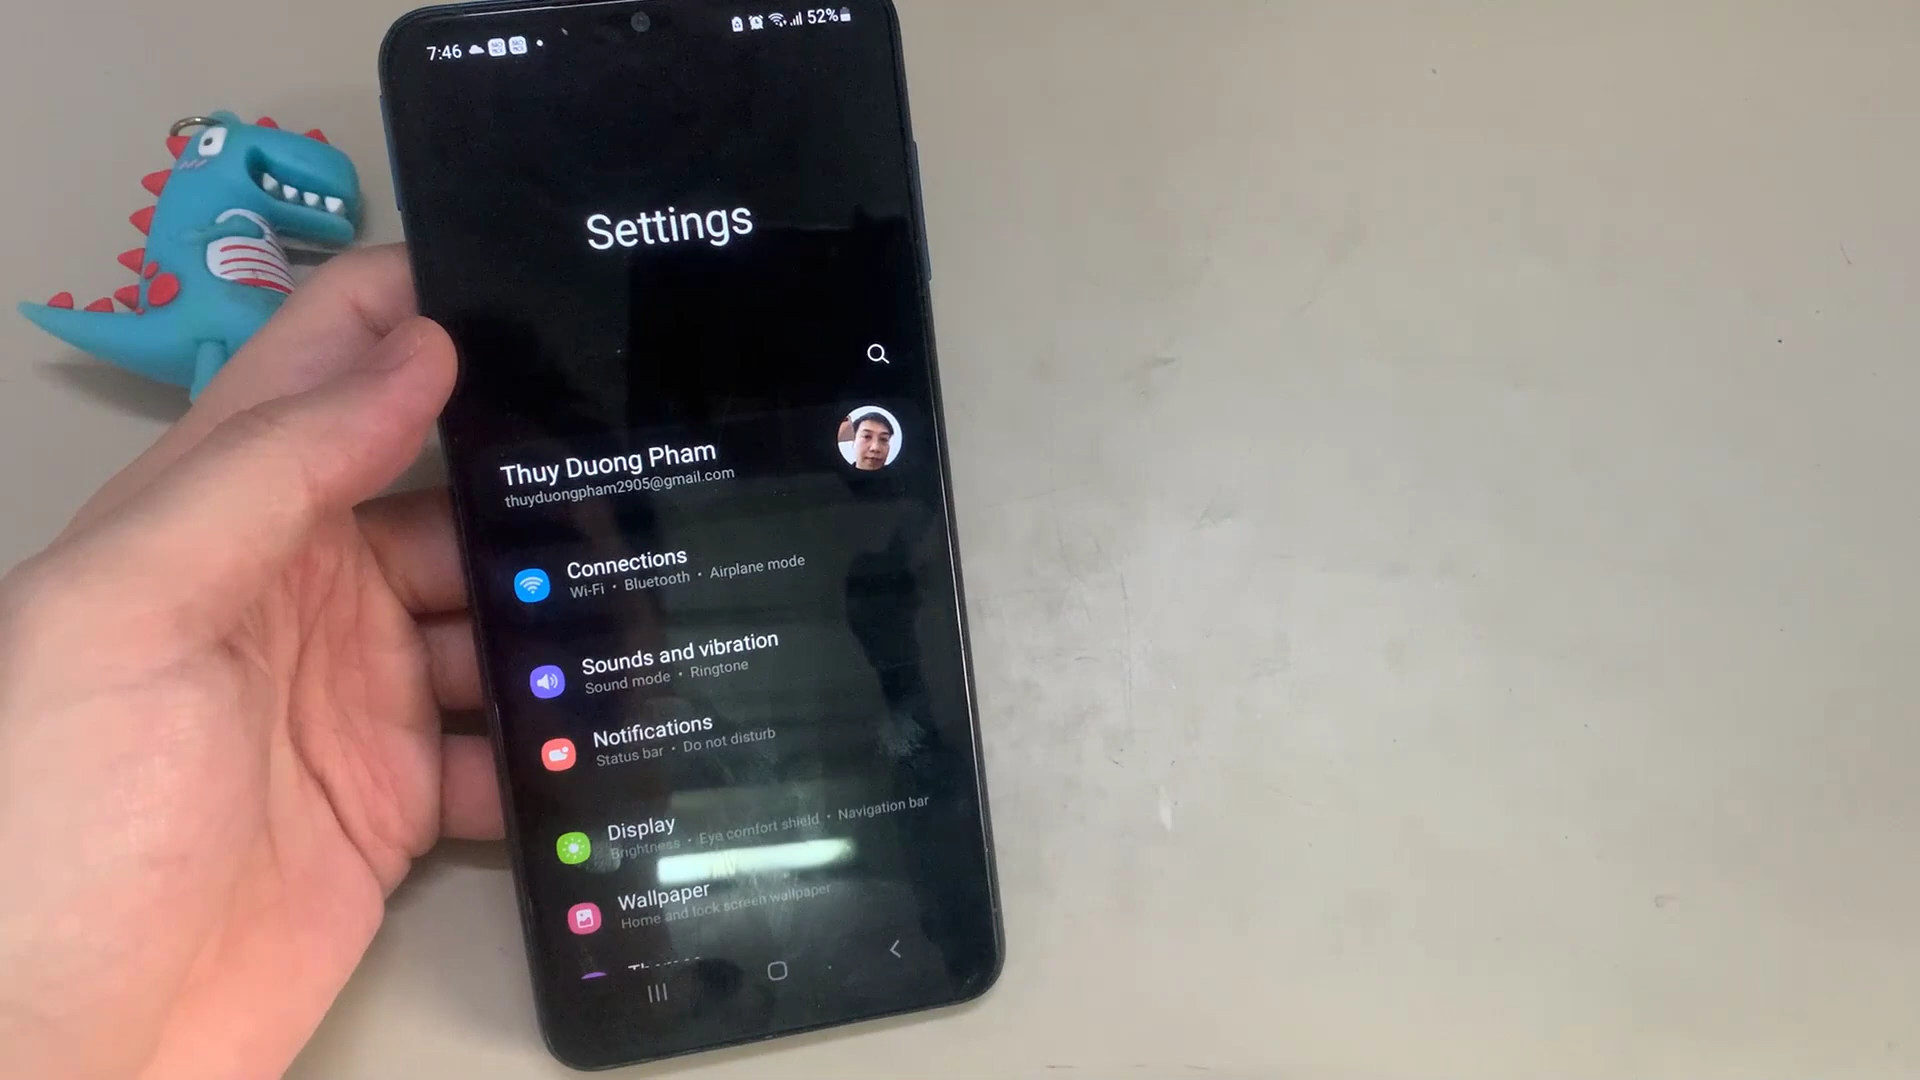 7:46
52%
Settings
Thuy Duong Pham
thuyduongpham2905@gmail.com
Connections
Wi-Fi • Bluetooth • Airplane mode
Sounds and vibration
Sound mode • Ringtone
Notifications
Status bar • Do not disturb
Display
Brightness • Eye comfort shield • Navigation bar
Wallpaper
Home and lock screen wallpaper